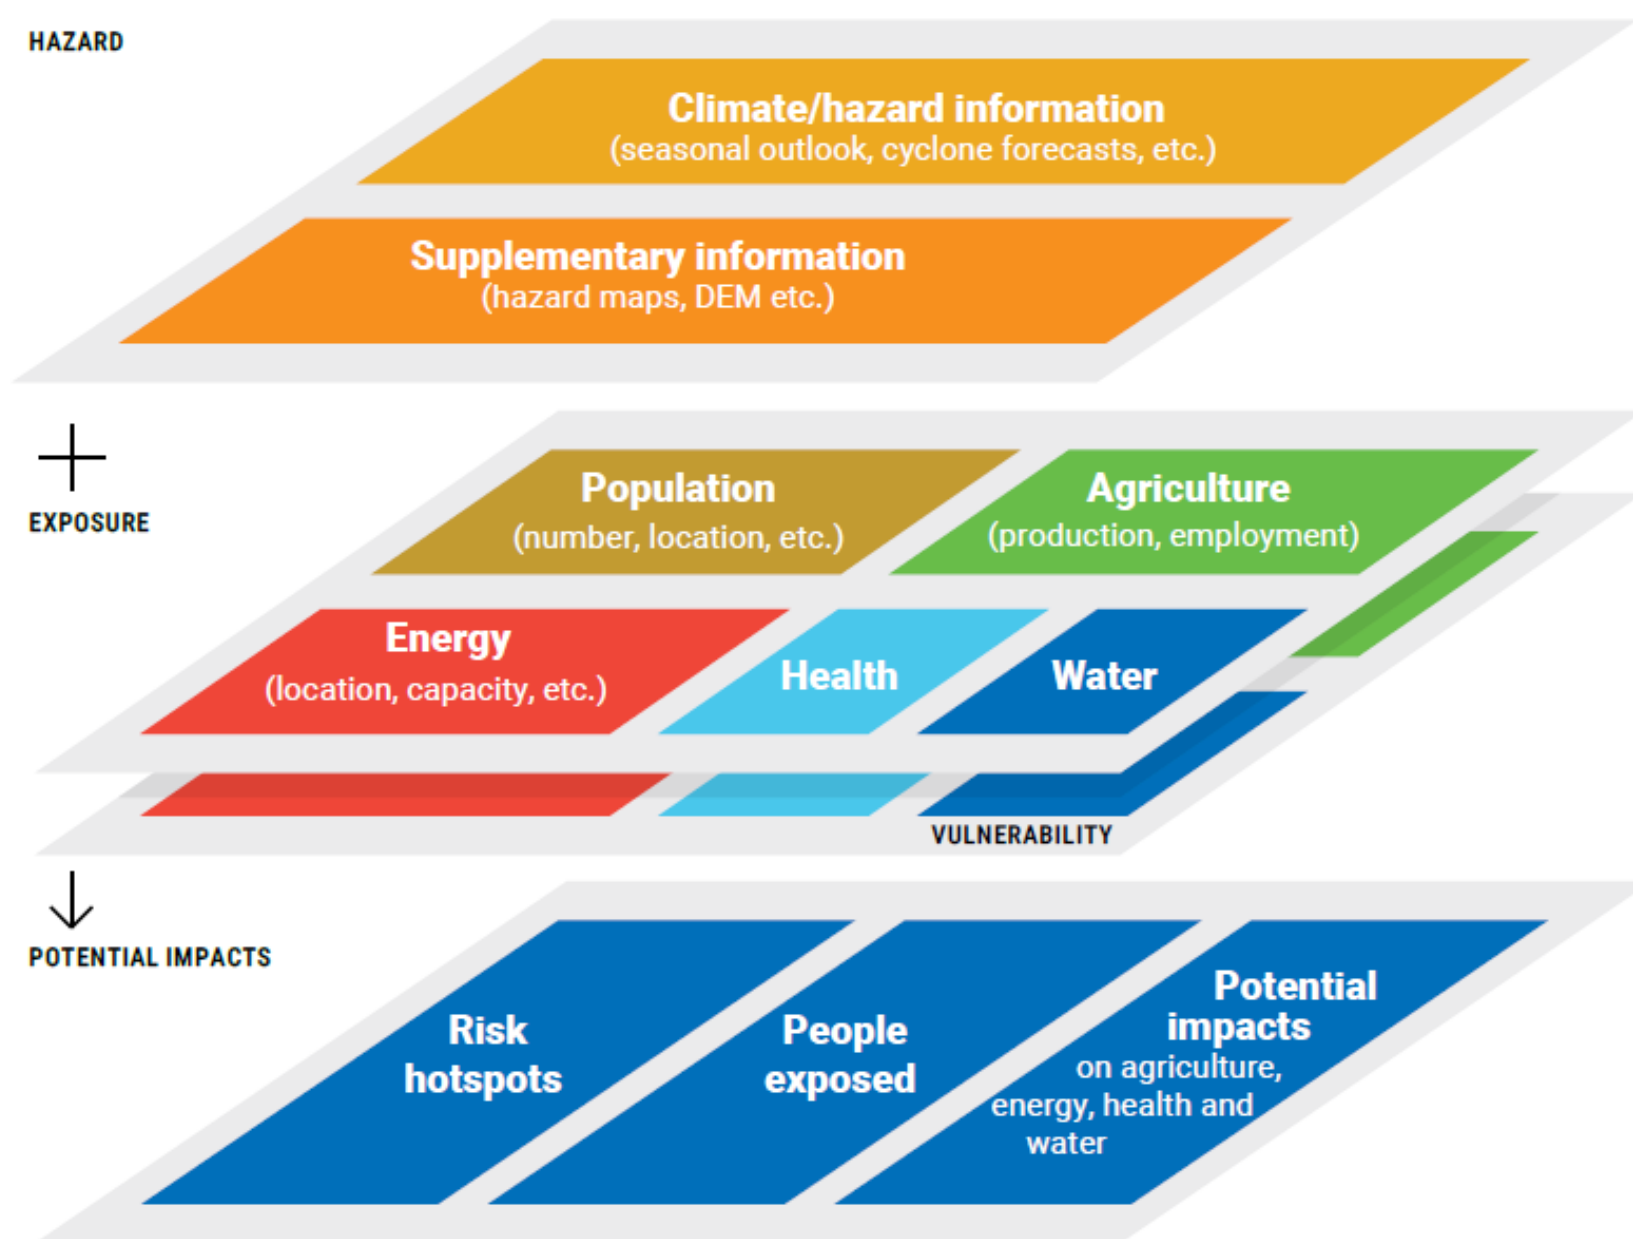 HAZARD
Climate/hazard information
(seasonal outlook, cyclone forecasts, etc.)
Supplementary information
(hazard maps, DEM etc.)
EXPOSURE
Population
(number, location, etc.)
Agriculture
(production, employment)
Energy
(location, capacity, etc.)
Health
Water
VULNERABILITY
POTENTIAL IMPACTS
Risk
hotspots
People
exposed
Potential
impacts
on agriculture,
energy, health and
water